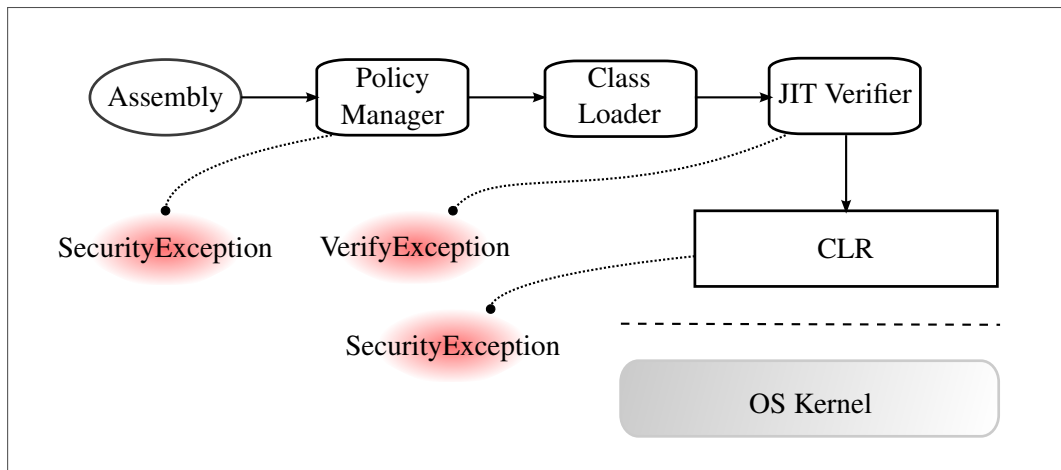 Assembly
Policy
Manager
Class
Loader
JIT Verifier
SecurityException
VerifyException
CLR
SecurityException
OS Kernel